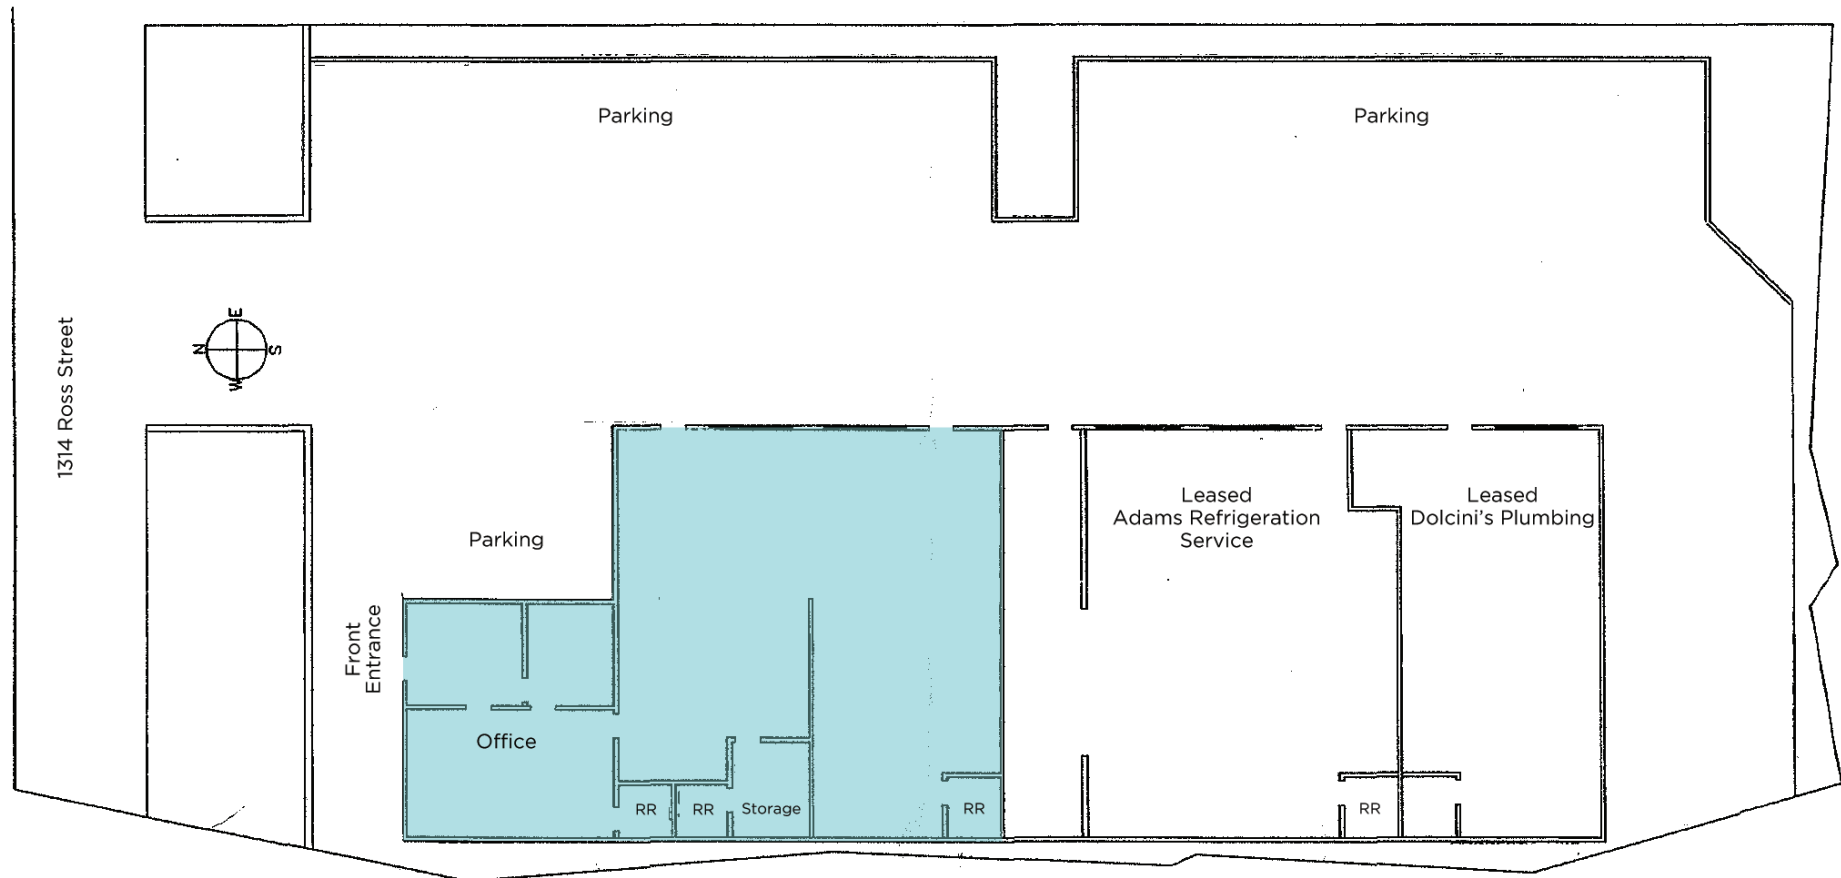 Parking
Parking
1314 Ross Street
E
N
S
W
Parking
Leased
Adams Refrigeration
Service
Leased
Dolcini's Plumbing
Front
Entrance
Office
RR
RR
Storage
RR
RR